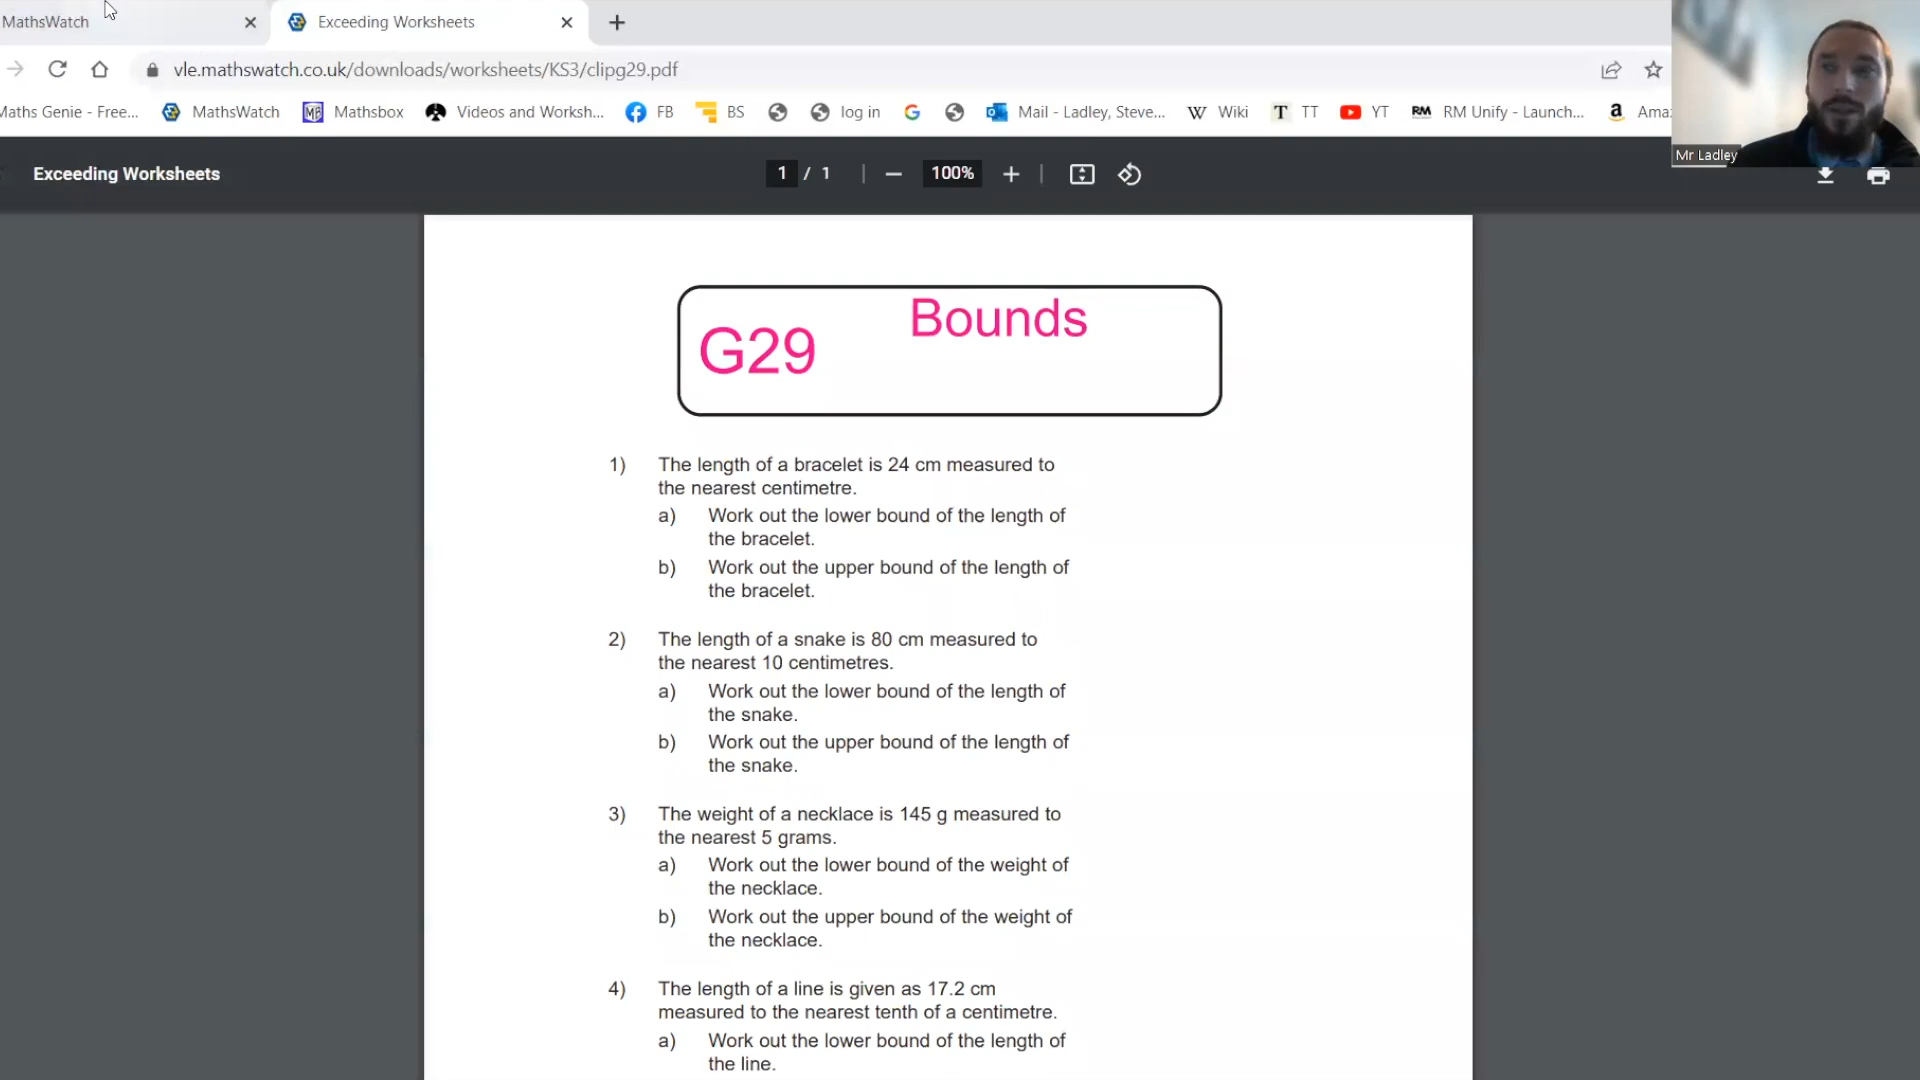 MathsWatch
Exceeding Worksheets
vle.mathswatch.co.uk/downloads/worksheets/KS3/clipg29.pdf
Maths Genie - Free...
MathsWatch
MB
Mathsbox
Videos and Worksh...
FB
BS
log in
Mail - Ladley, Steve...
W
Wiki
T
TT
YT
RM
RM Unify - Launch...
a
Ama
Mr Ladley
Exceeding Worksheets
1 / 1
100%
Bounds
G29
1) The length of a bracelet is 24 cm measured to
the nearest centimetre.
a) Work out the lower bound of the length of
the bracelet.
b) Work out the upper bound of the length of
the bracelet.
2) The length of a snake is 80 cm measured to
the nearest 10 centimetres.
a) Work out the lower bound of the length of
the snake.
b) Work out the upper bound of the length of
the snake.
3) The weight of a necklace is 145 g measured to
the nearest 5 grams.
a) Work out the lower bound of the weight of
the necklace.
b) Work out the upper bound of the weight of
the necklace.
4) The length of a line is given as 17.2 cm
measured to the nearest tenth of a centimetre.
a) Work out the lower bound of the length of
the line.